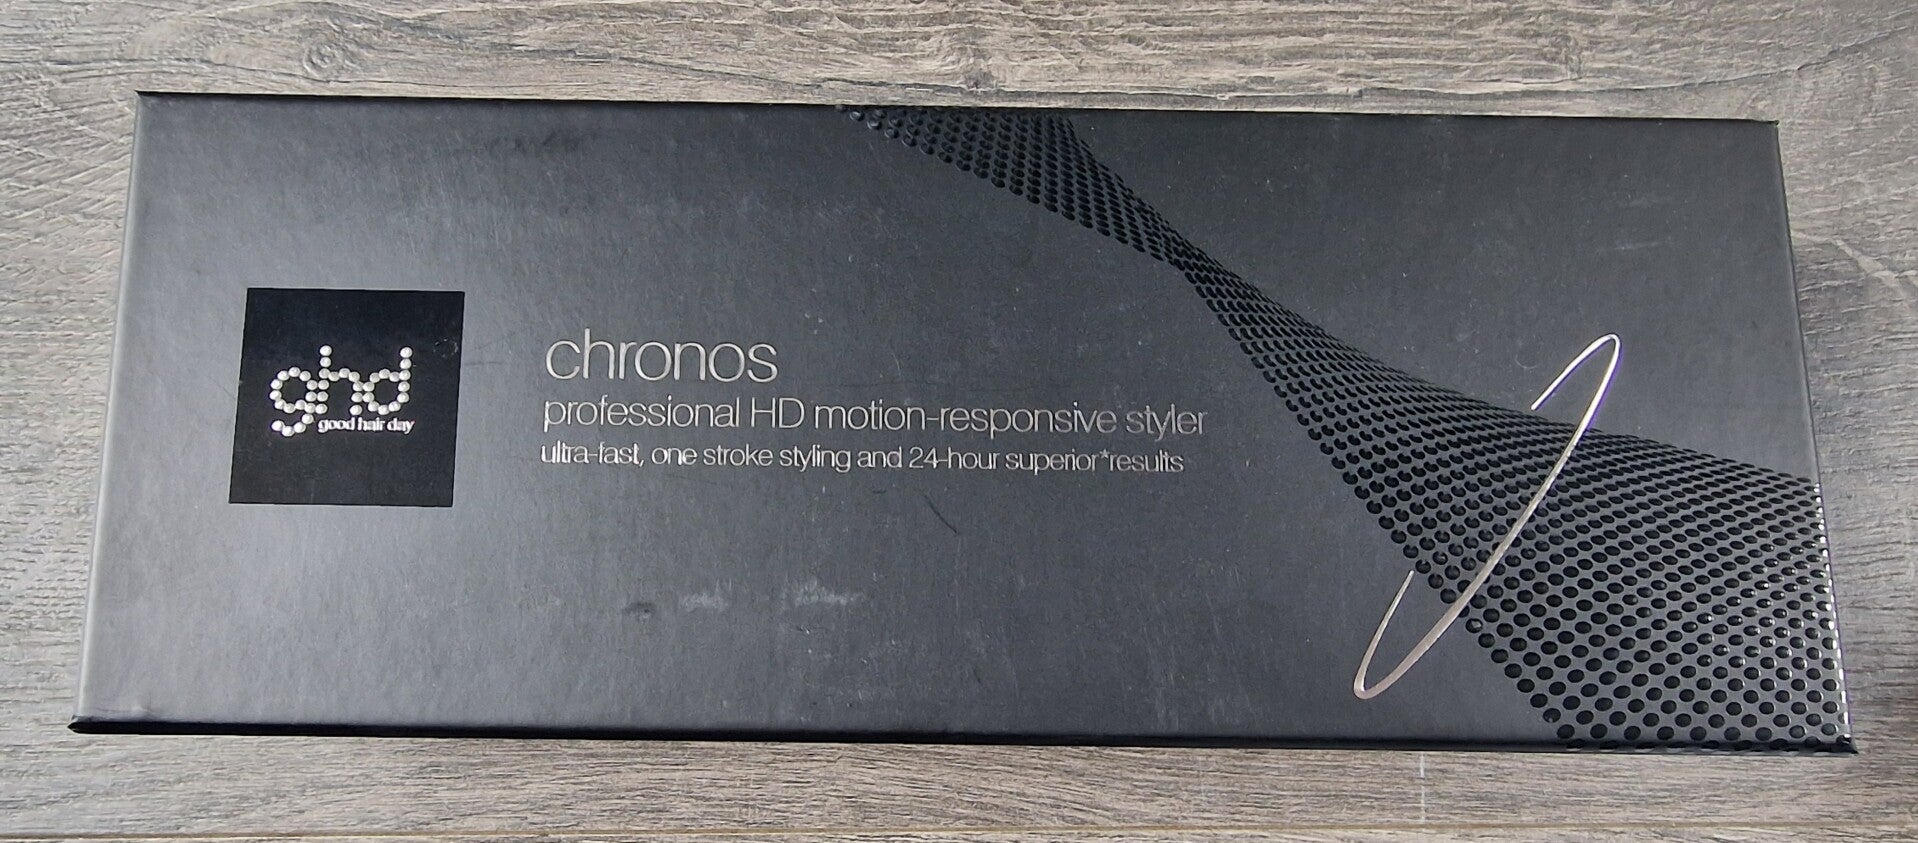 ghd
good hair day
chronos
professional HD motion-responsive styler
ultra-fast, one stroke styling and 24-hour superior*results